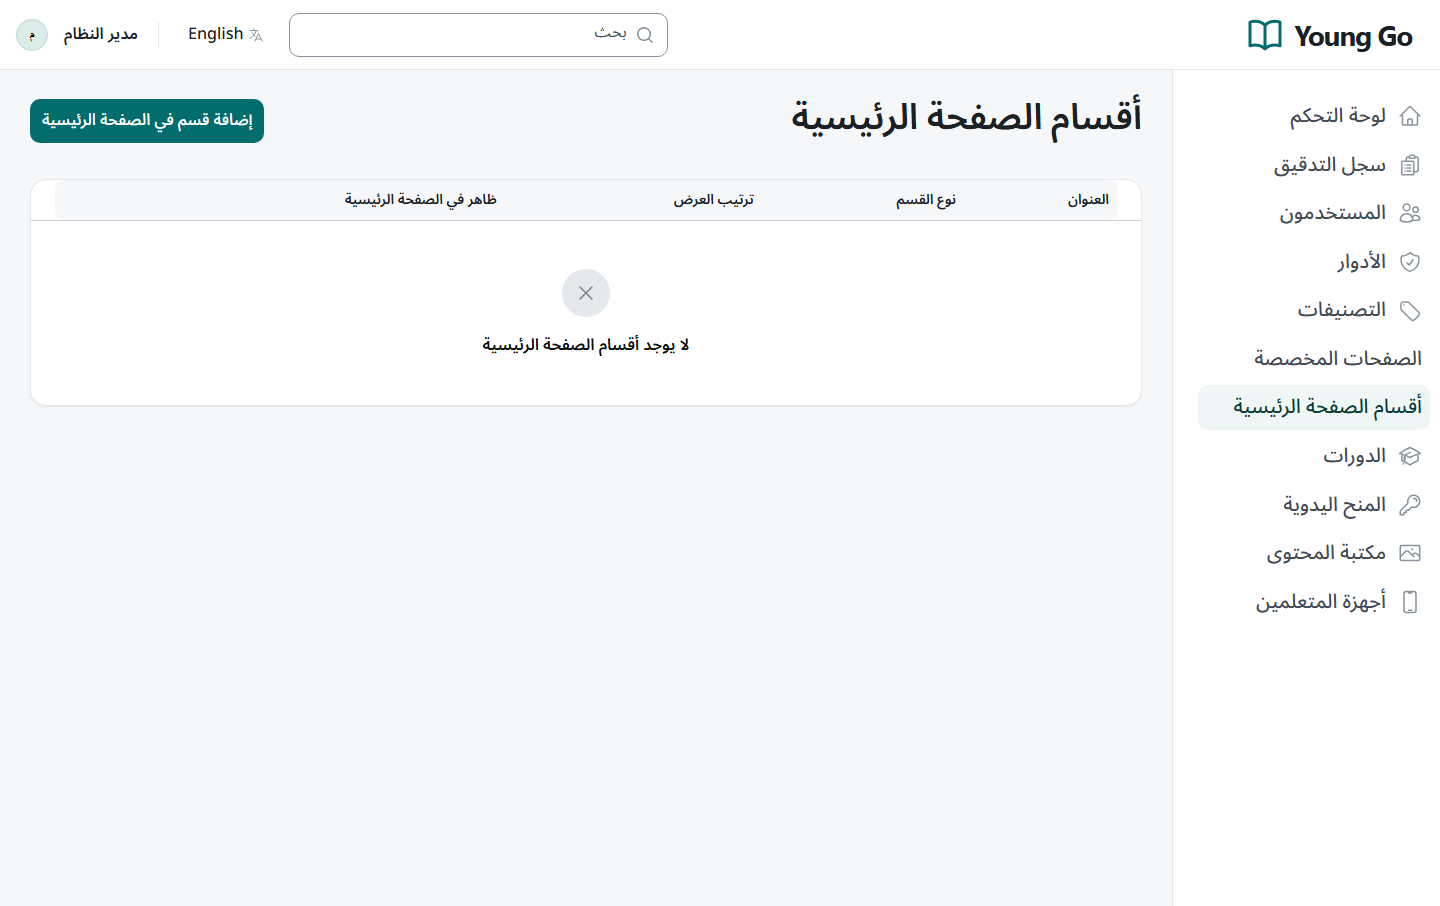 Young Go
بحث
English
مدير النظام
م
لوحة التحكم
سجل التدقيق
المستخدمون
الأدوار
التصنيفات
الصفحات المخصصة
أقسام الصفحة الرئيسية
الدورات
المنح اليدوية
مكتبة المحتوى
أجهزة المتعلمين
أقسام الصفحة الرئيسية
إضافة قسم في الصفحة الرئيسية
العنوان نوع القسم ترتيب العرض ظاهر في الصفحة الرئيسية
لا يوجد أقسام الصفحة الرئيسية